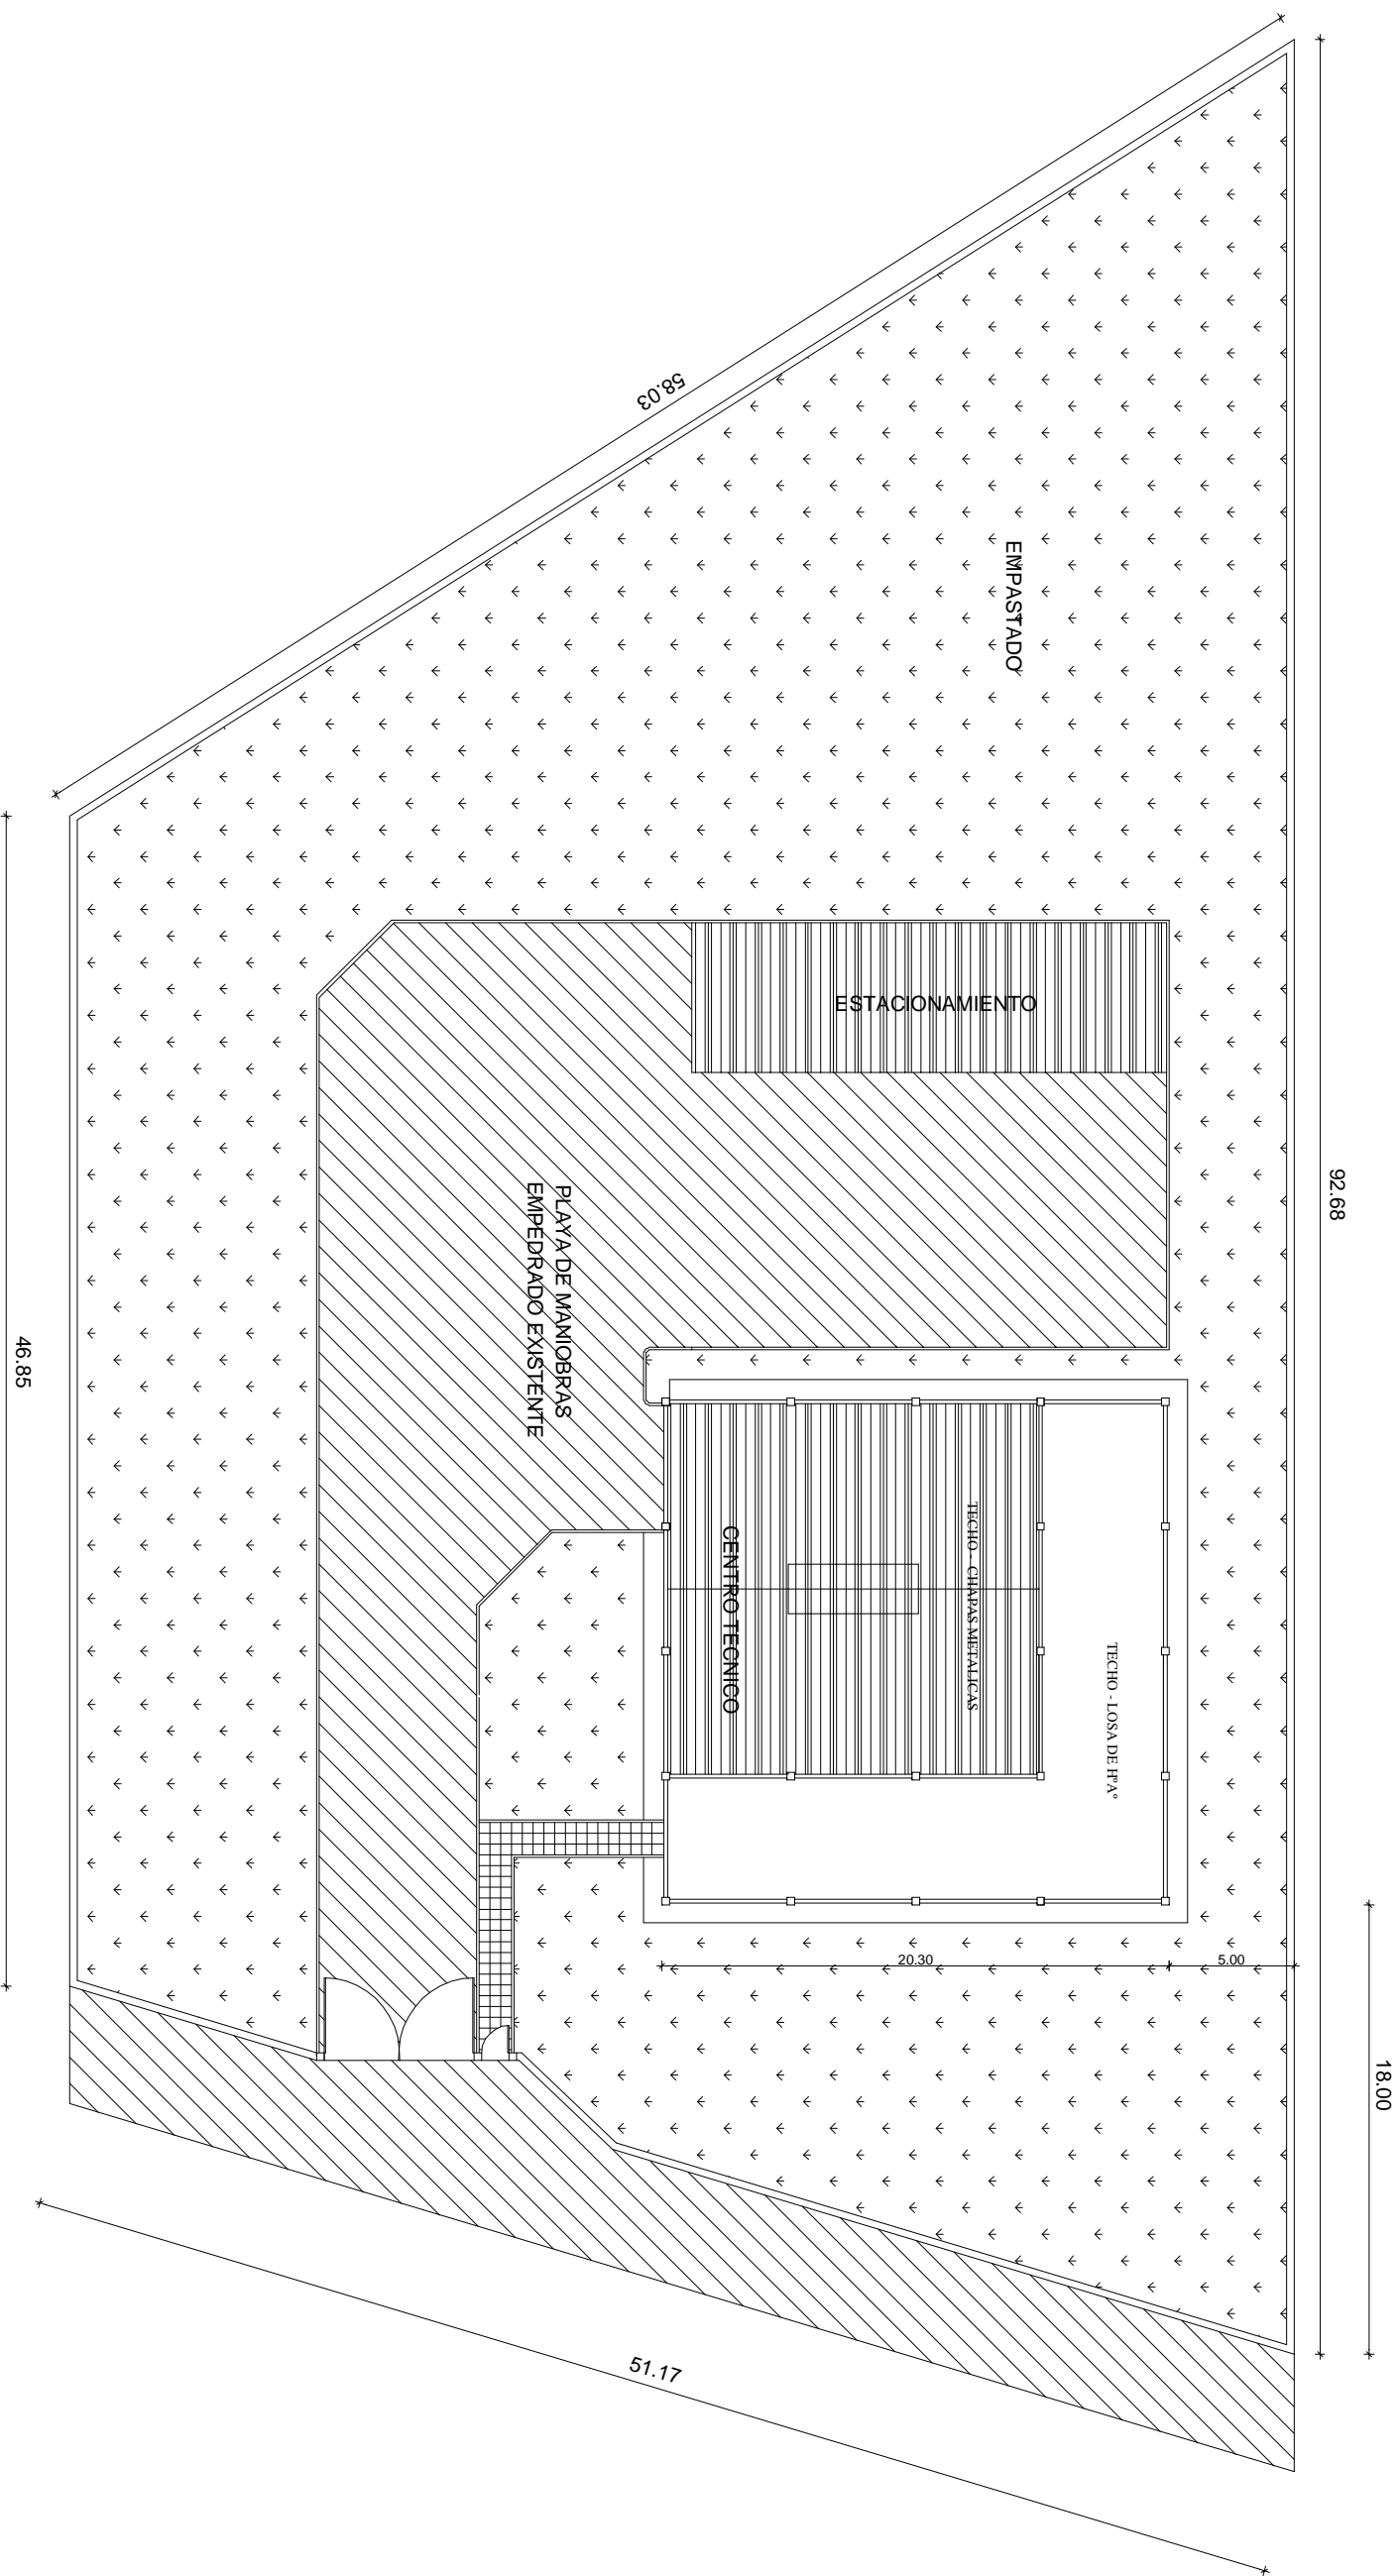 92.68
18.00
58.03
EMPASTADO
ESTACIONAMIENTO
TECHO - LOSA DE HºAº
TECHO - CHAPAS METALICAS
CENTRO TECNICO
PLAYA DE MANIOBRAS
EMPEDRADO EXISTENTE
5.00
20.30
46.85
51.17